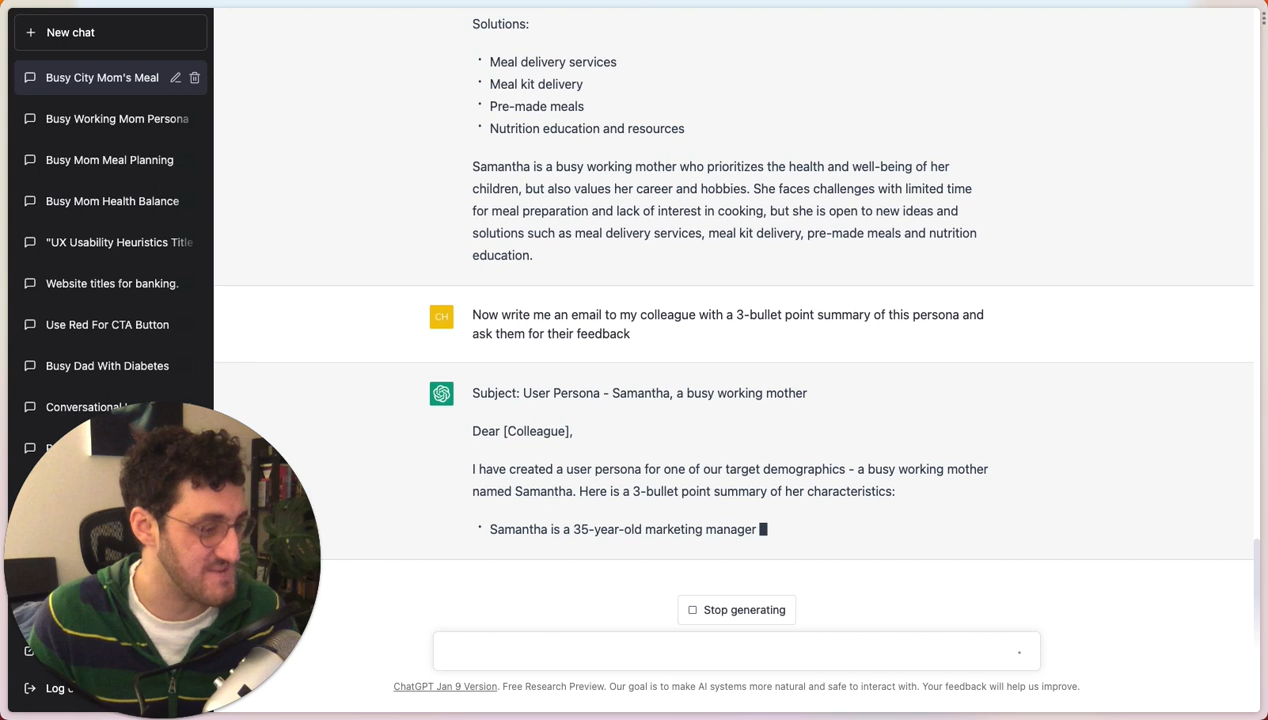 New chat
Busy City Mom's Meal
Busy Working Mom Persona
Busy Mom Meal Planning
Busy Mom Health Balance
"UX Usability Heuristics Title
Website titles for banking.
Use Red For CTA Button
Busy Dad With Diabetes
Conversational
Log
Solutions:
• Meal delivery services
• Meal kit delivery
• Pre-made meals
• Nutrition education and resources
Samantha is a busy working mother who prioritizes the health and well-being of her
children, but also values her career and hobbies. She faces challenges with limited time
for meal preparation and lack of interest in cooking, but she is open to new ideas and
solutions such as meal delivery services, meal kit delivery, pre-made meals and nutrition
education.
CH
Now write me an email to my colleague with a 3-bullet point summary of this persona and
ask them for their feedback
Subject: User Persona - Samantha, a busy working mother
Dear [Colleague],
I have created a user persona for one of our target demographics - a busy working mother
named Samantha. Here is a 3-bullet point summary of her characteristics:
• Samantha is a 35-year-old marketing manager
Stop generating
ChatGPT Jan 9 Version. Free Research Preview. Our goal is to make AI systems more natural and safe to interact with. Your feedback will help us improve.